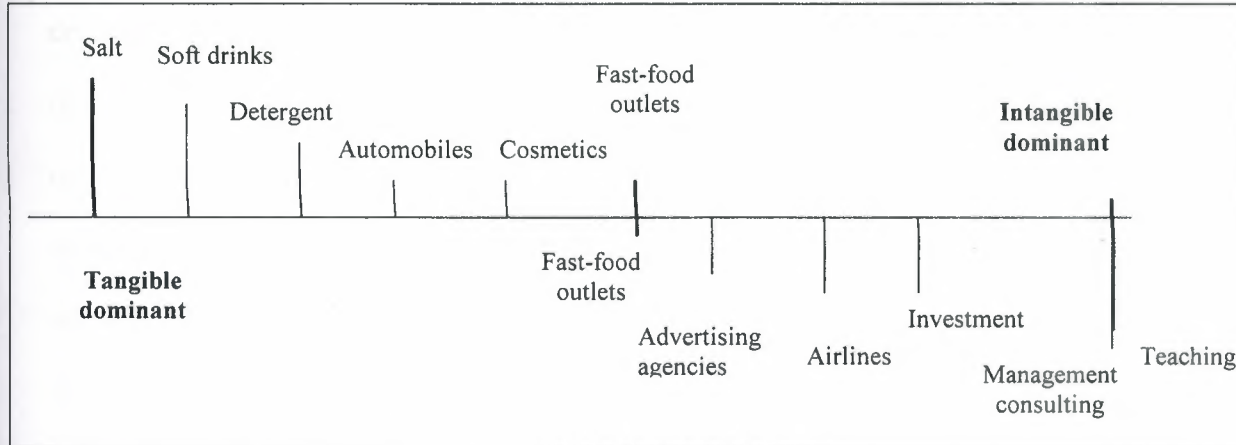 Salt
Soft drinks
Detergent
Automobiles
Cosmetics
Fast-food
outlets
Intangible
dominant
Tangible
dominant
Fast-food
outlets
Advertising
agencies
Airlines
Investment
Management
consulting
Teaching